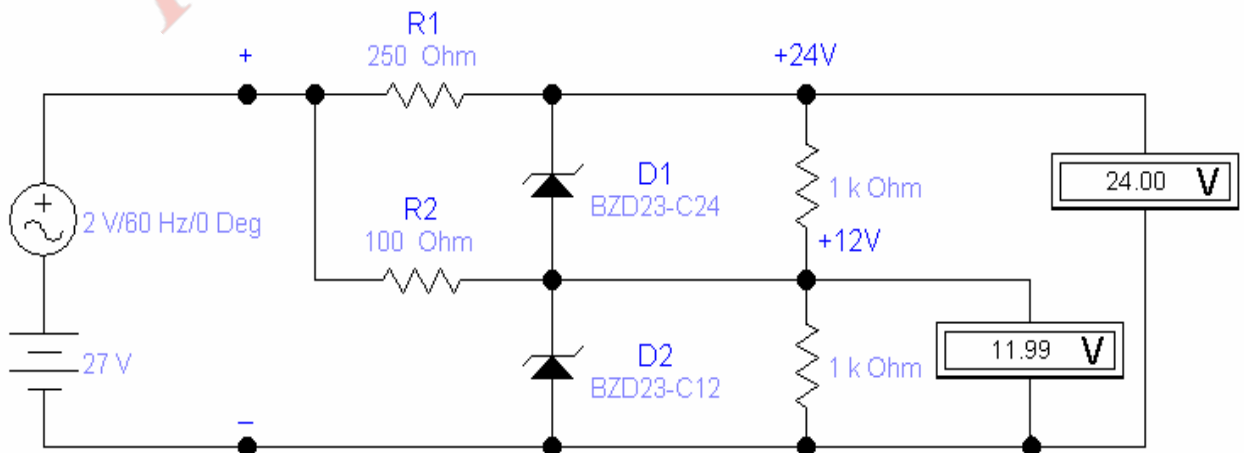 R1
250 Ohm
+
+24V
D1
BZD23-C24
1 k Ohm
24.00 V
+
2 V/60 Hz/0 Deg
R2
100 Ohm
+12V
27 V
D2
BZD23-C12
1 k Ohm
11.99 V
–